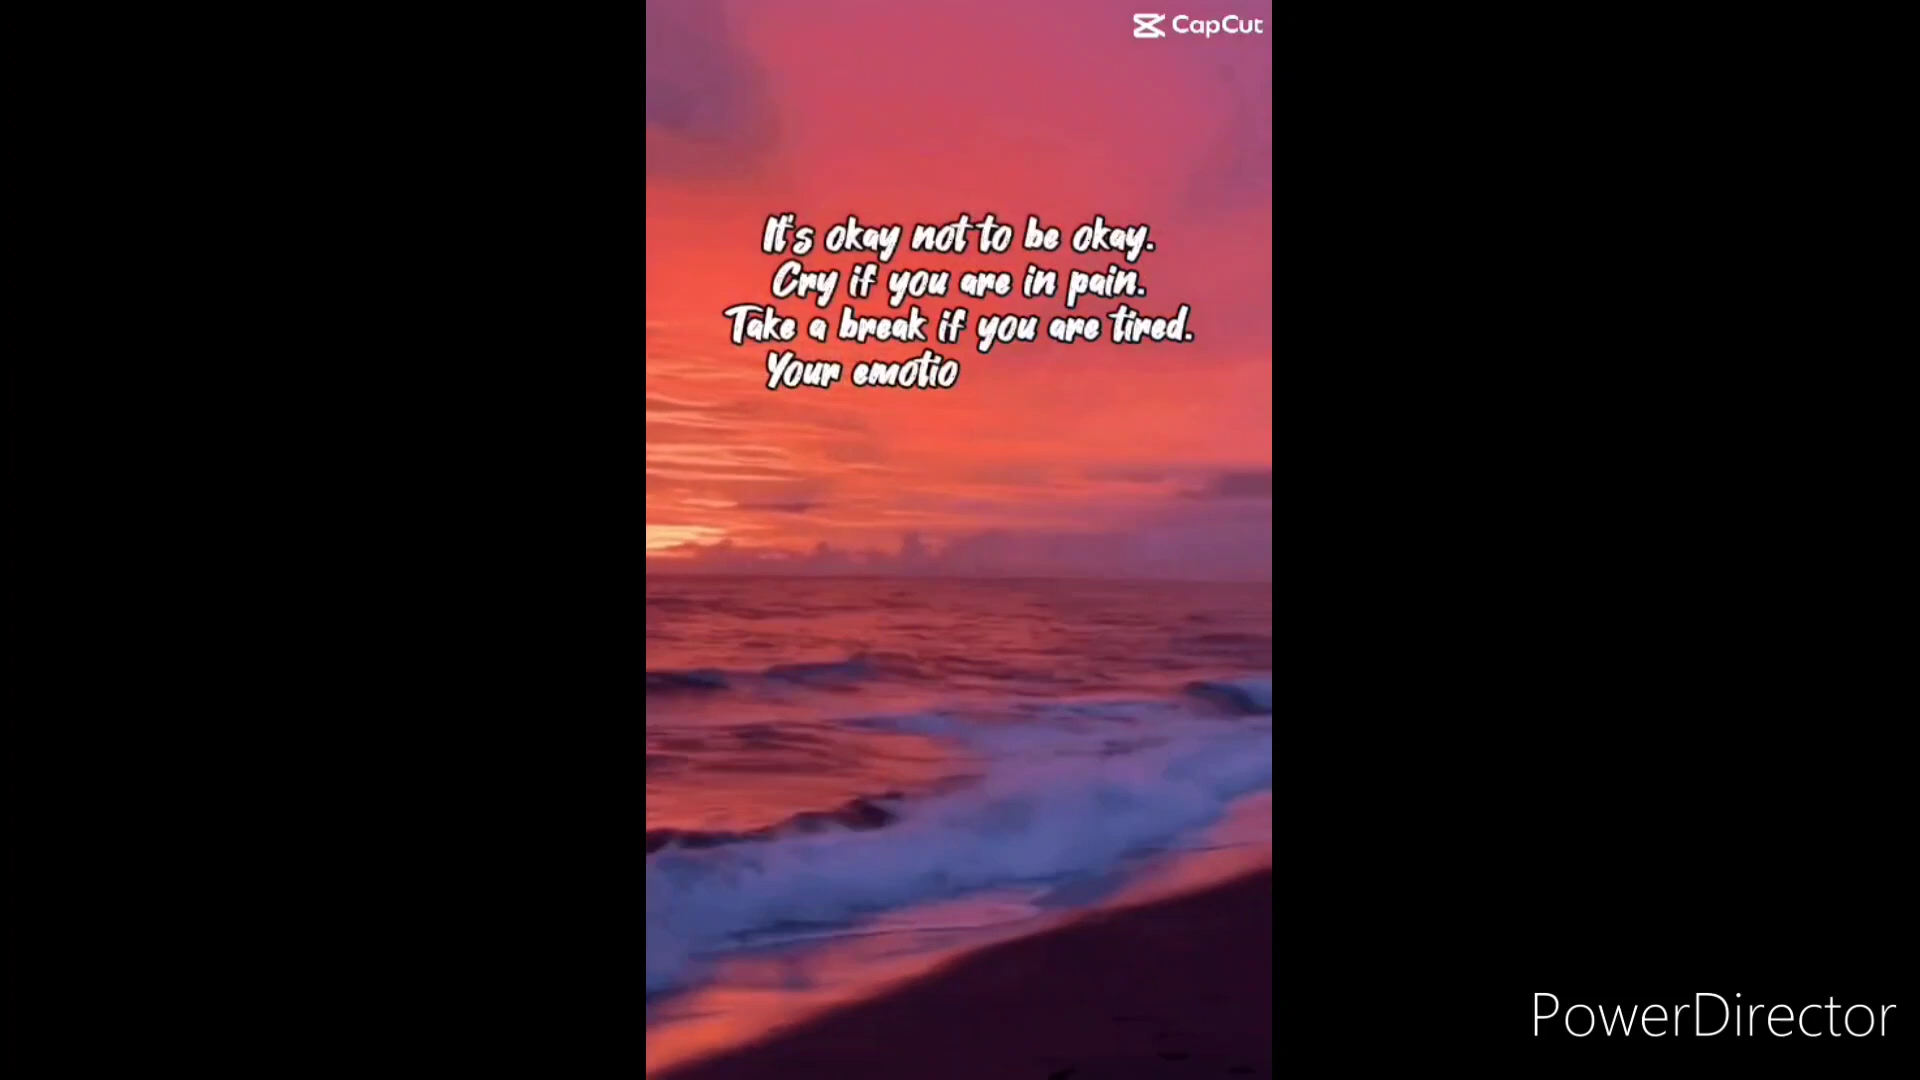 CapCut
It's okay not to be okay.
Cry if you are in pain.
Take a break if you are tired.
Your emotio
PowerDirector